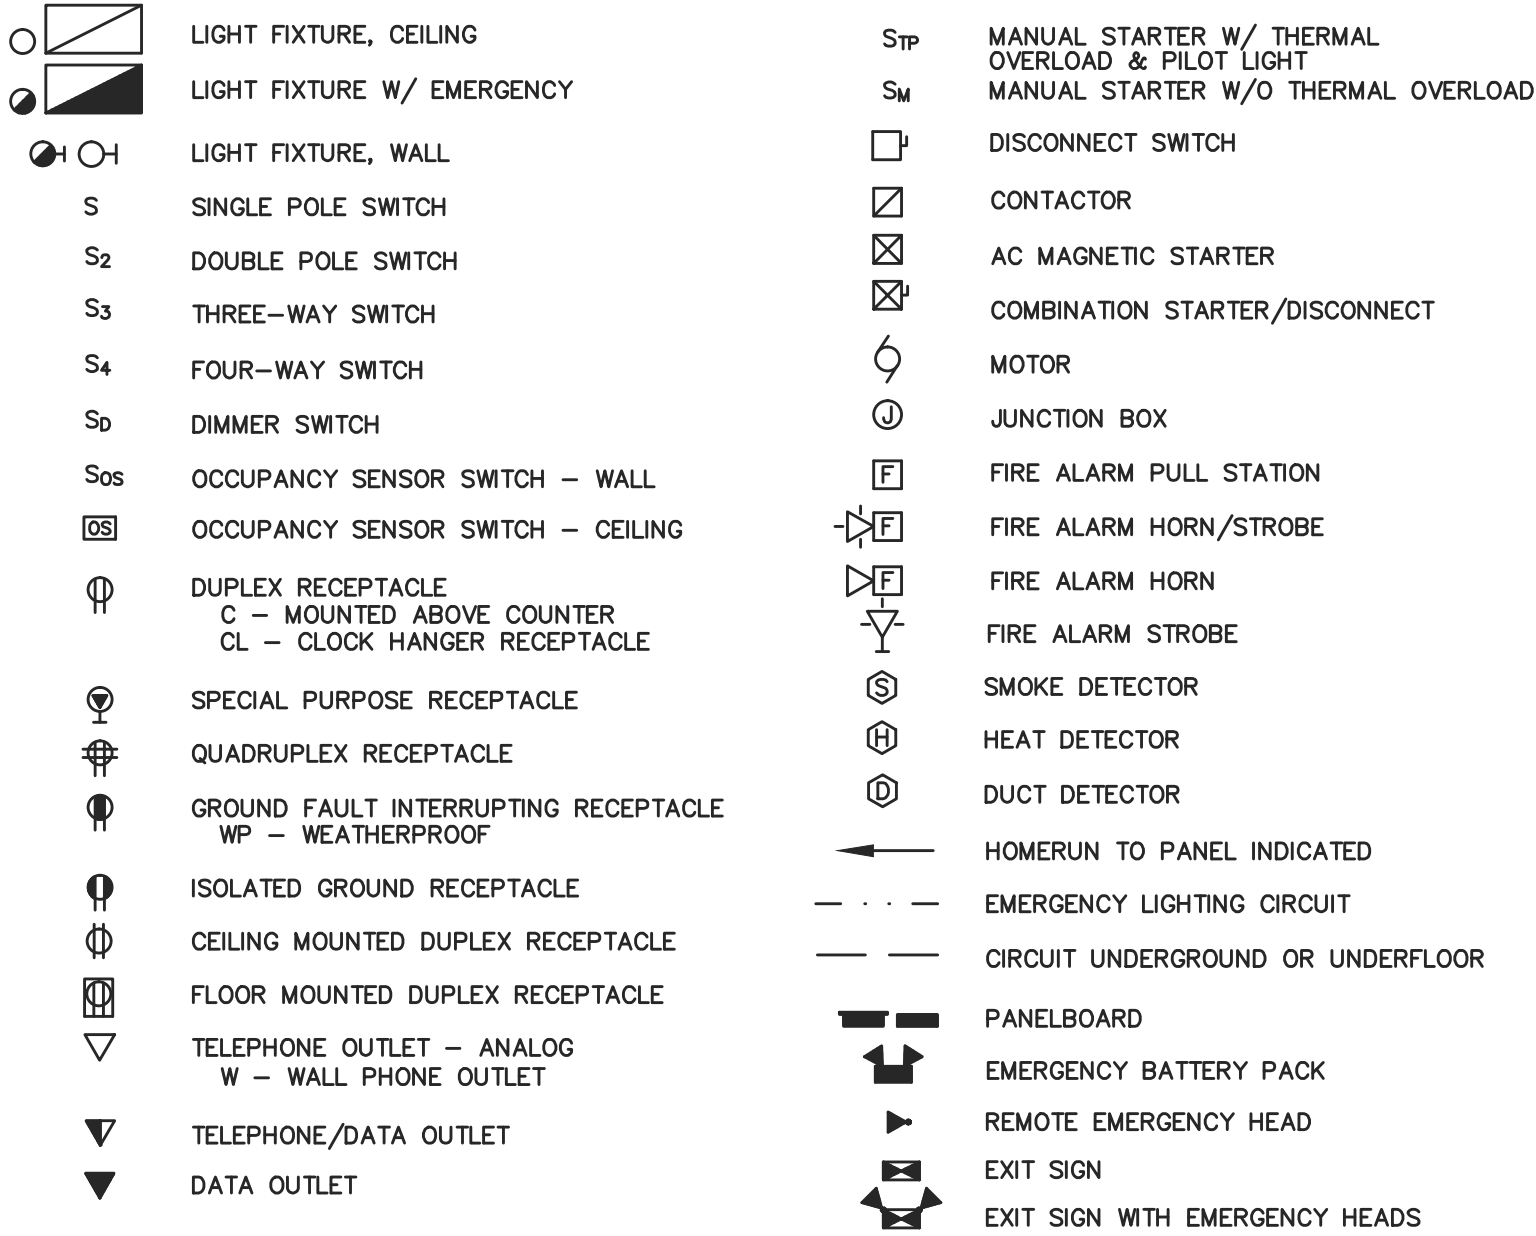 LIGHT FIXTURE, CEILING
LIGHT FIXTURE W/ EMERGENCY
LIGHT FIXTURE, WALL
S SINGLE POLE SWITCH
S2 DOUBLE POLE SWITCH
S3 THREE-WAY SWITCH
S4 FOUR-WAY SWITCH
SD DIMMER SWITCH
SOS OCCUPANCY SENSOR SWITCH - WALL
OS OCCUPANCY SENSOR SWITCH - CEILING
DUPLEX RECEPTACLE
C - MOUNTED ABOVE COUNTER
CL - CLOCK HANGER RECEPTACLE
SPECIAL PURPOSE RECEPTACLE
QUADRUPLEX RECEPTACLE
GROUND FAULT INTERRUPTING RECEPTACLE
WP - WEATHERPROOF
ISOLATED GROUND RECEPTACLE
CEILING MOUNTED DUPLEX RECEPTACLE
FLOOR MOUNTED DUPLEX RECEPTACLE
TELEPHONE OUTLET - ANALOG
W - WALL PHONE OUTLET
TELEPHONE/DATA OUTLET
DATA OUTLET
STP MANUAL STARTER W/ THERMAL
OVERLOAD & PILOT LIGHT
SM MANUAL STARTER W/O THERMAL OVERLOAD
DISCONNECT SWITCH
CONTACTOR
AC MAGNETIC STARTER
COMBINATION STARTER/DISCONNECT
MOTOR
J JUNCTION BOX
F FIRE ALARM PULL STATION
F FIRE ALARM HORN/STROBE
F FIRE ALARM HORN
FIRE ALARM STROBE
S SMOKE DETECTOR
H HEAT DETECTOR
D DUCT DETECTOR
HOMERUN TO PANEL INDICATED
EMERGENCY LIGHTING CIRCUIT
CIRCUIT UNDERGROUND OR UNDERFLOOR
PANELBOARD
EMERGENCY BATTERY PACK
REMOTE EMERGENCY HEAD
EXIT SIGN
EXIT SIGN WITH EMERGENCY HEADS